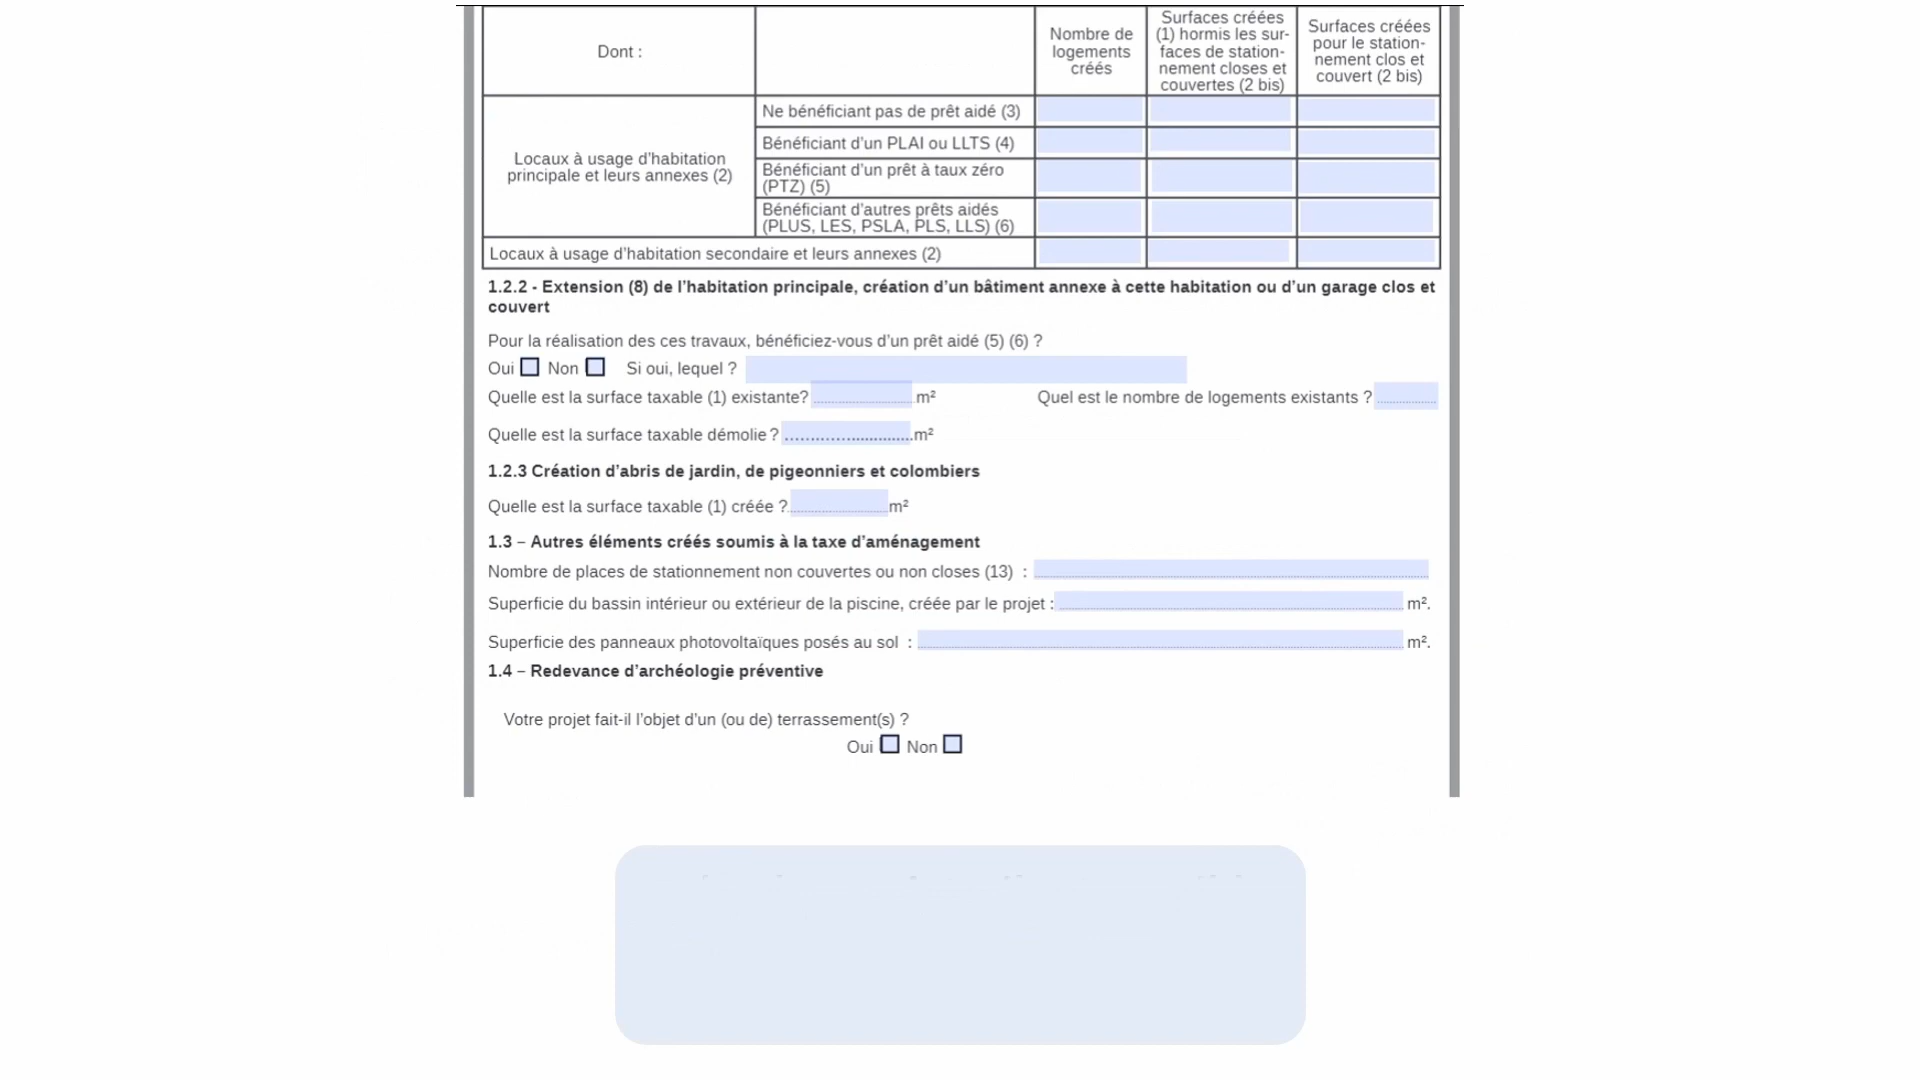 Dont :
Nombre de
logements
créés
Surfaces créées
(1) hormis les sur-
faces de station-
nement closes et
couvertes (2 bis)
Surfaces créées
pour le station-
nement clos et
couvert (2 bis)
Locaux à usage d’habitation
principale et leurs annexes (2)
Ne bénéficiant pas de prêt aidé (3)
Bénéficiant d’un PLAI ou LLTS (4)
Bénéficiant d’un prêt à taux zéro
(PTZ) (5)
Bénéficiant d’autres prêts aidés
(PLUS, LES, PSLA, PLS, LLS) (6)
Locaux à usage d’habitation secondaire et leurs annexes (2)
1.2.2 - Extension (8) de l’habitation principale, création d’un bâtiment annexe à cette habitation ou d’un garage clos et
couvert
Pour la réalisation des ces travaux, bénéficiez-vous d’un prêt aidé (5) (6) ?
Oui Non Si oui, lequel ?
Quelle est la surface taxable (1) existante? m² Quel est le nombre de logements existants ?
Quelle est la surface taxable démolie ? m²
1.2.3 Création d’abris de jardin, de pigeonniers et colombiers
Quelle est la surface taxable (1) créée ? m²
1.3 – Autres éléments créés soumis à la taxe d’aménagement
Nombre de places de stationnement non couvertes ou non closes (13) :
Superficie du bassin intérieur ou extérieur de la piscine, créée par le projet : m².
Superficie des panneaux photovoltaïques posés au sol : m².
1.4 – Redevance d’archéologie préventive
Votre projet fait-il l’objet d’un (ou de) terrassement(s) ?
Oui Non